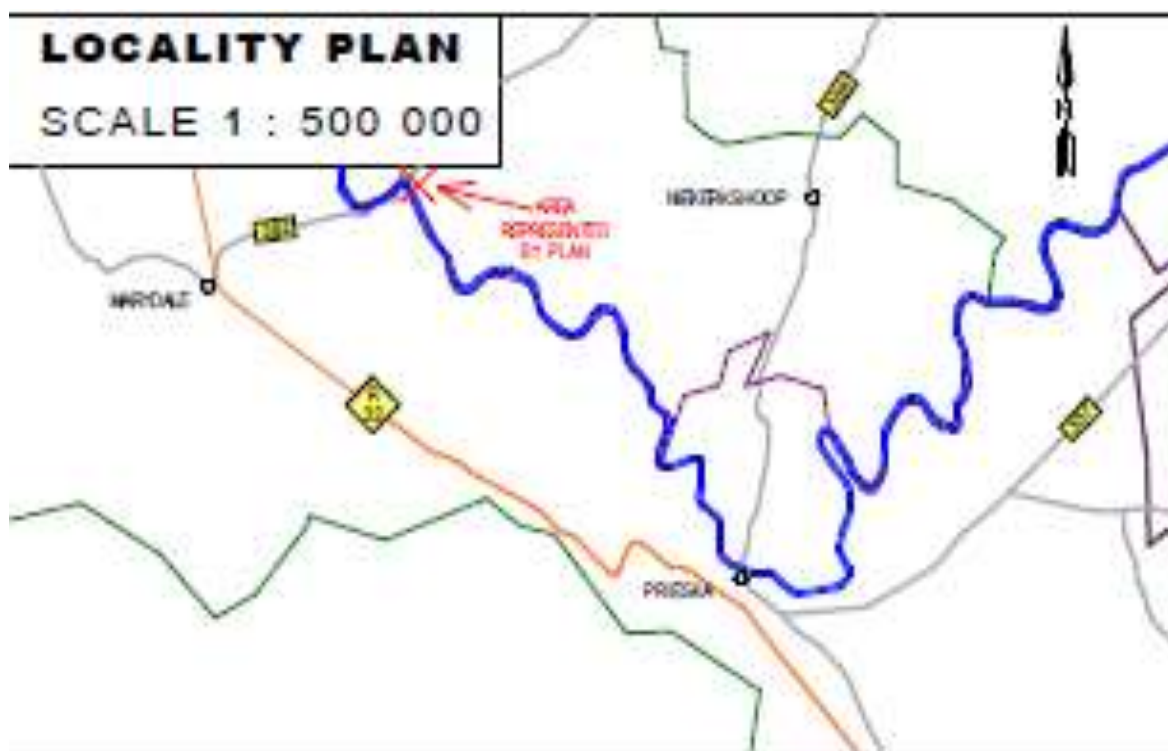 LOCALITY PLAN
SCALE 1 : 500 000
NIEKERKSHOOP
AREA
REPRESENTED
BY PLAN
MARYDALE
PRIESKA
N